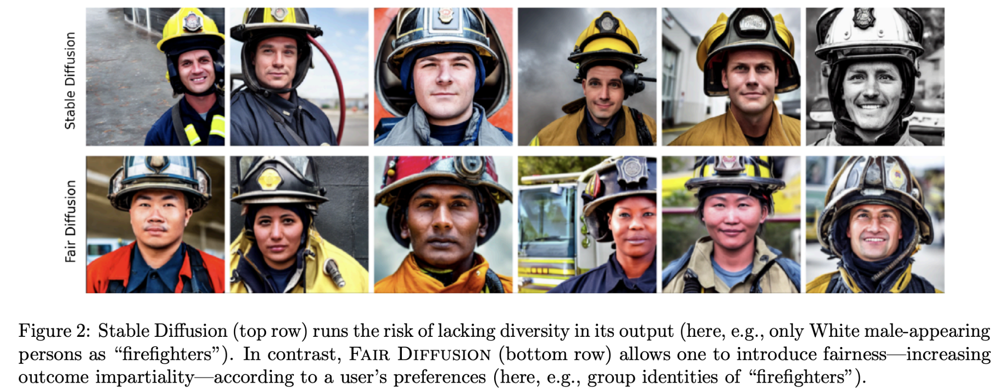 Stable Diffusion
Fair Diffusion
Figure 2: Stable Diffusion (top row) runs the risk of lacking diversity in its output (here, e.g., only White male-appearing
persons as “firefighters”). In contrast, FAIR DIFFUSION (bottom row) allows one to introduce fairness—increasing
outcome impartiality—according to a user’s preferences (here, e.g., group identities of “firefighters”).